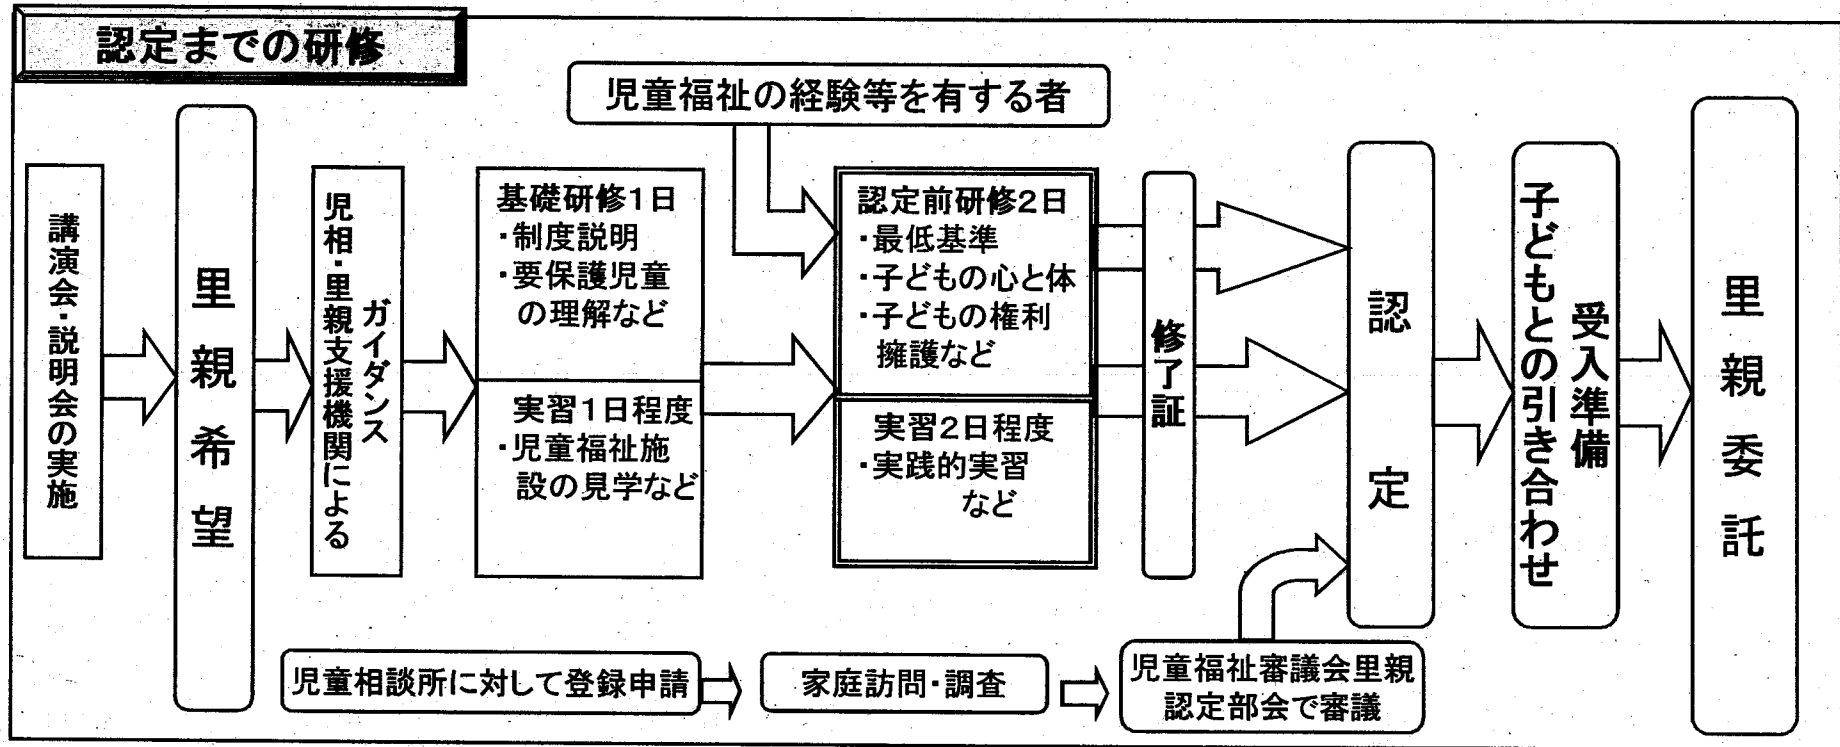 認定までの研修
児童福祉の経験等を有する者
講演会・説明会の実施
里親希望
児相・里親支援機関による
ガイダンス
基礎研修1日
・制度説明
・要保護児童
の理解など
実習1日程度
・児童福祉施
設の見学など
認定前研修2日
・最低基準
・子どもの心と体
・子どもの権利
擁護など
実習2日程度
・実践的実習
など
修了証
認定
子どもとの引き合わせ
受入準備
里親委託
児童相談所に対して登録申請
家庭訪問・調査
児童福祉審議会里親
認定部会で審議